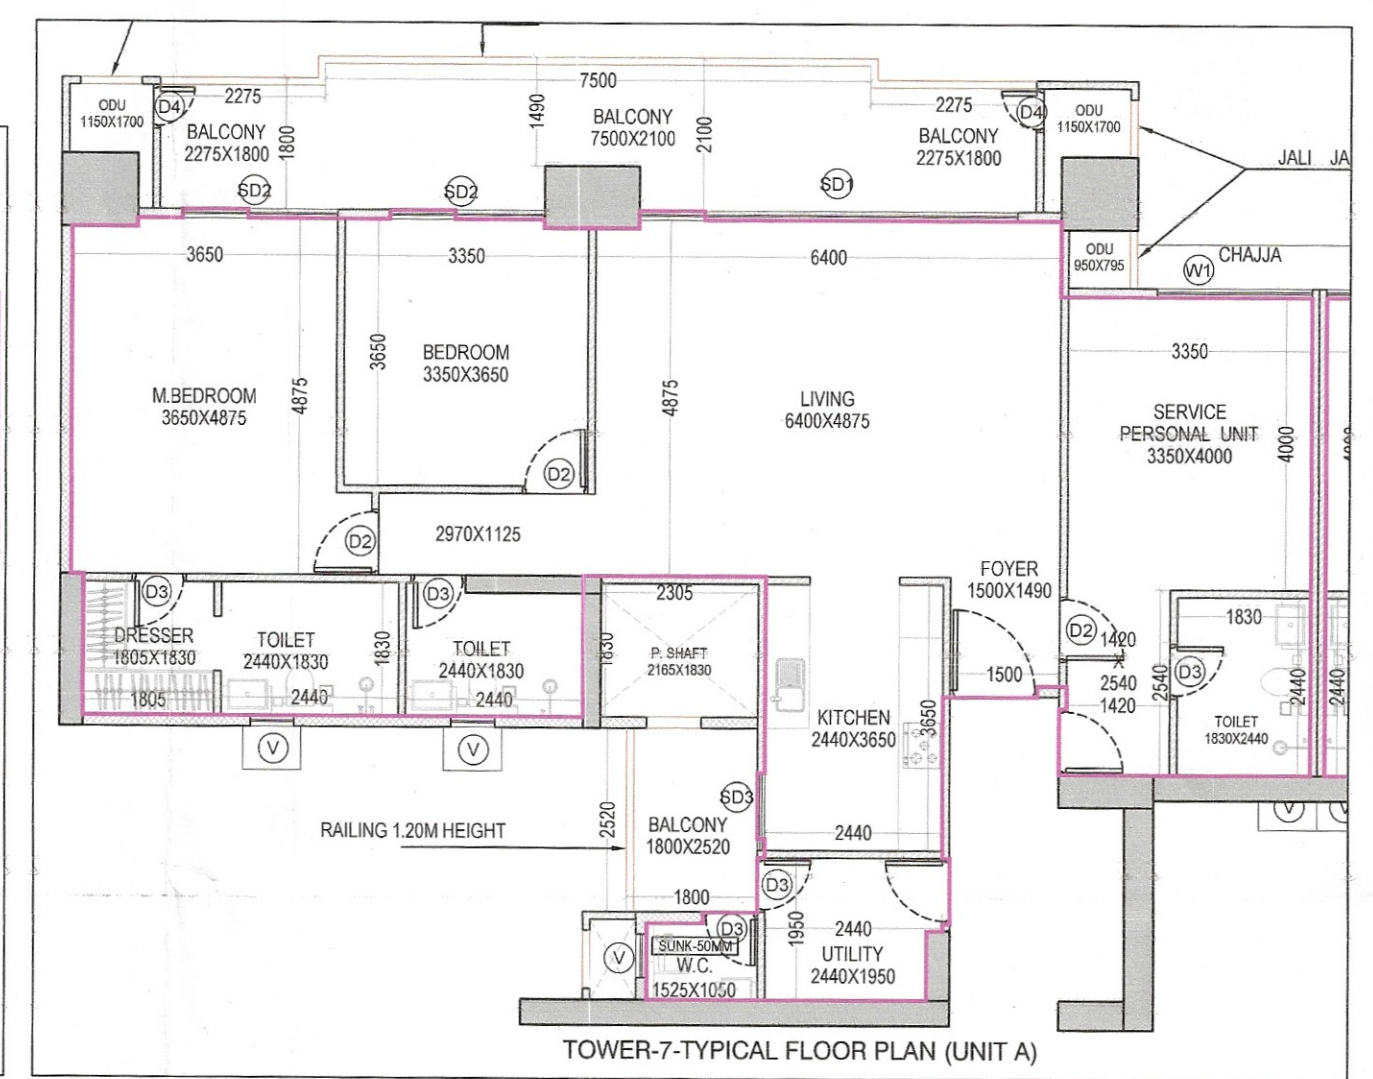 7500
2275
2275
ODU
1150X1700
D4
BALCONY
2275X1800
1800
1490
BALCONY
7500X2100
2100
BALCONY
2275X1800
D4
ODU
1150X1700
JALI JA
SD2
SD2
SD1
3650
3350
6400
ODU
950X795
CHAJJA
W1
M.BEDROOM
3650X4875
4875
3650
BEDROOM
3350X3650
4875
LIVING
6400X4875
3350
SERVICE
PERSONAL UNIT
3350X4000
4000
D2
D2
2970X1125
FOYER
1500X1490
D3
DRESSER
1805X1830
1805
TOILET
2440X1830
2440
1830
D3
TOILET
2440X1830
2440
1830
2305
P. SHAFT
2165X1830
1500
D2
1420
X
2540
1420
2540
1830
D3
TOILET
1830X2440
2440
2440
KITCHEN
2440X3650
3650
2440
V
V
SD3
RAILING 1.20M HEIGHT
2520
BALCONY
1800X2520
1800
V
D3
1950
2440
UTILITY
2440X1950
D3
SUNK-50MM
W.C.
1525X1050
V
TOWER-7-TYPICAL FLOOR PLAN (UNIT A)